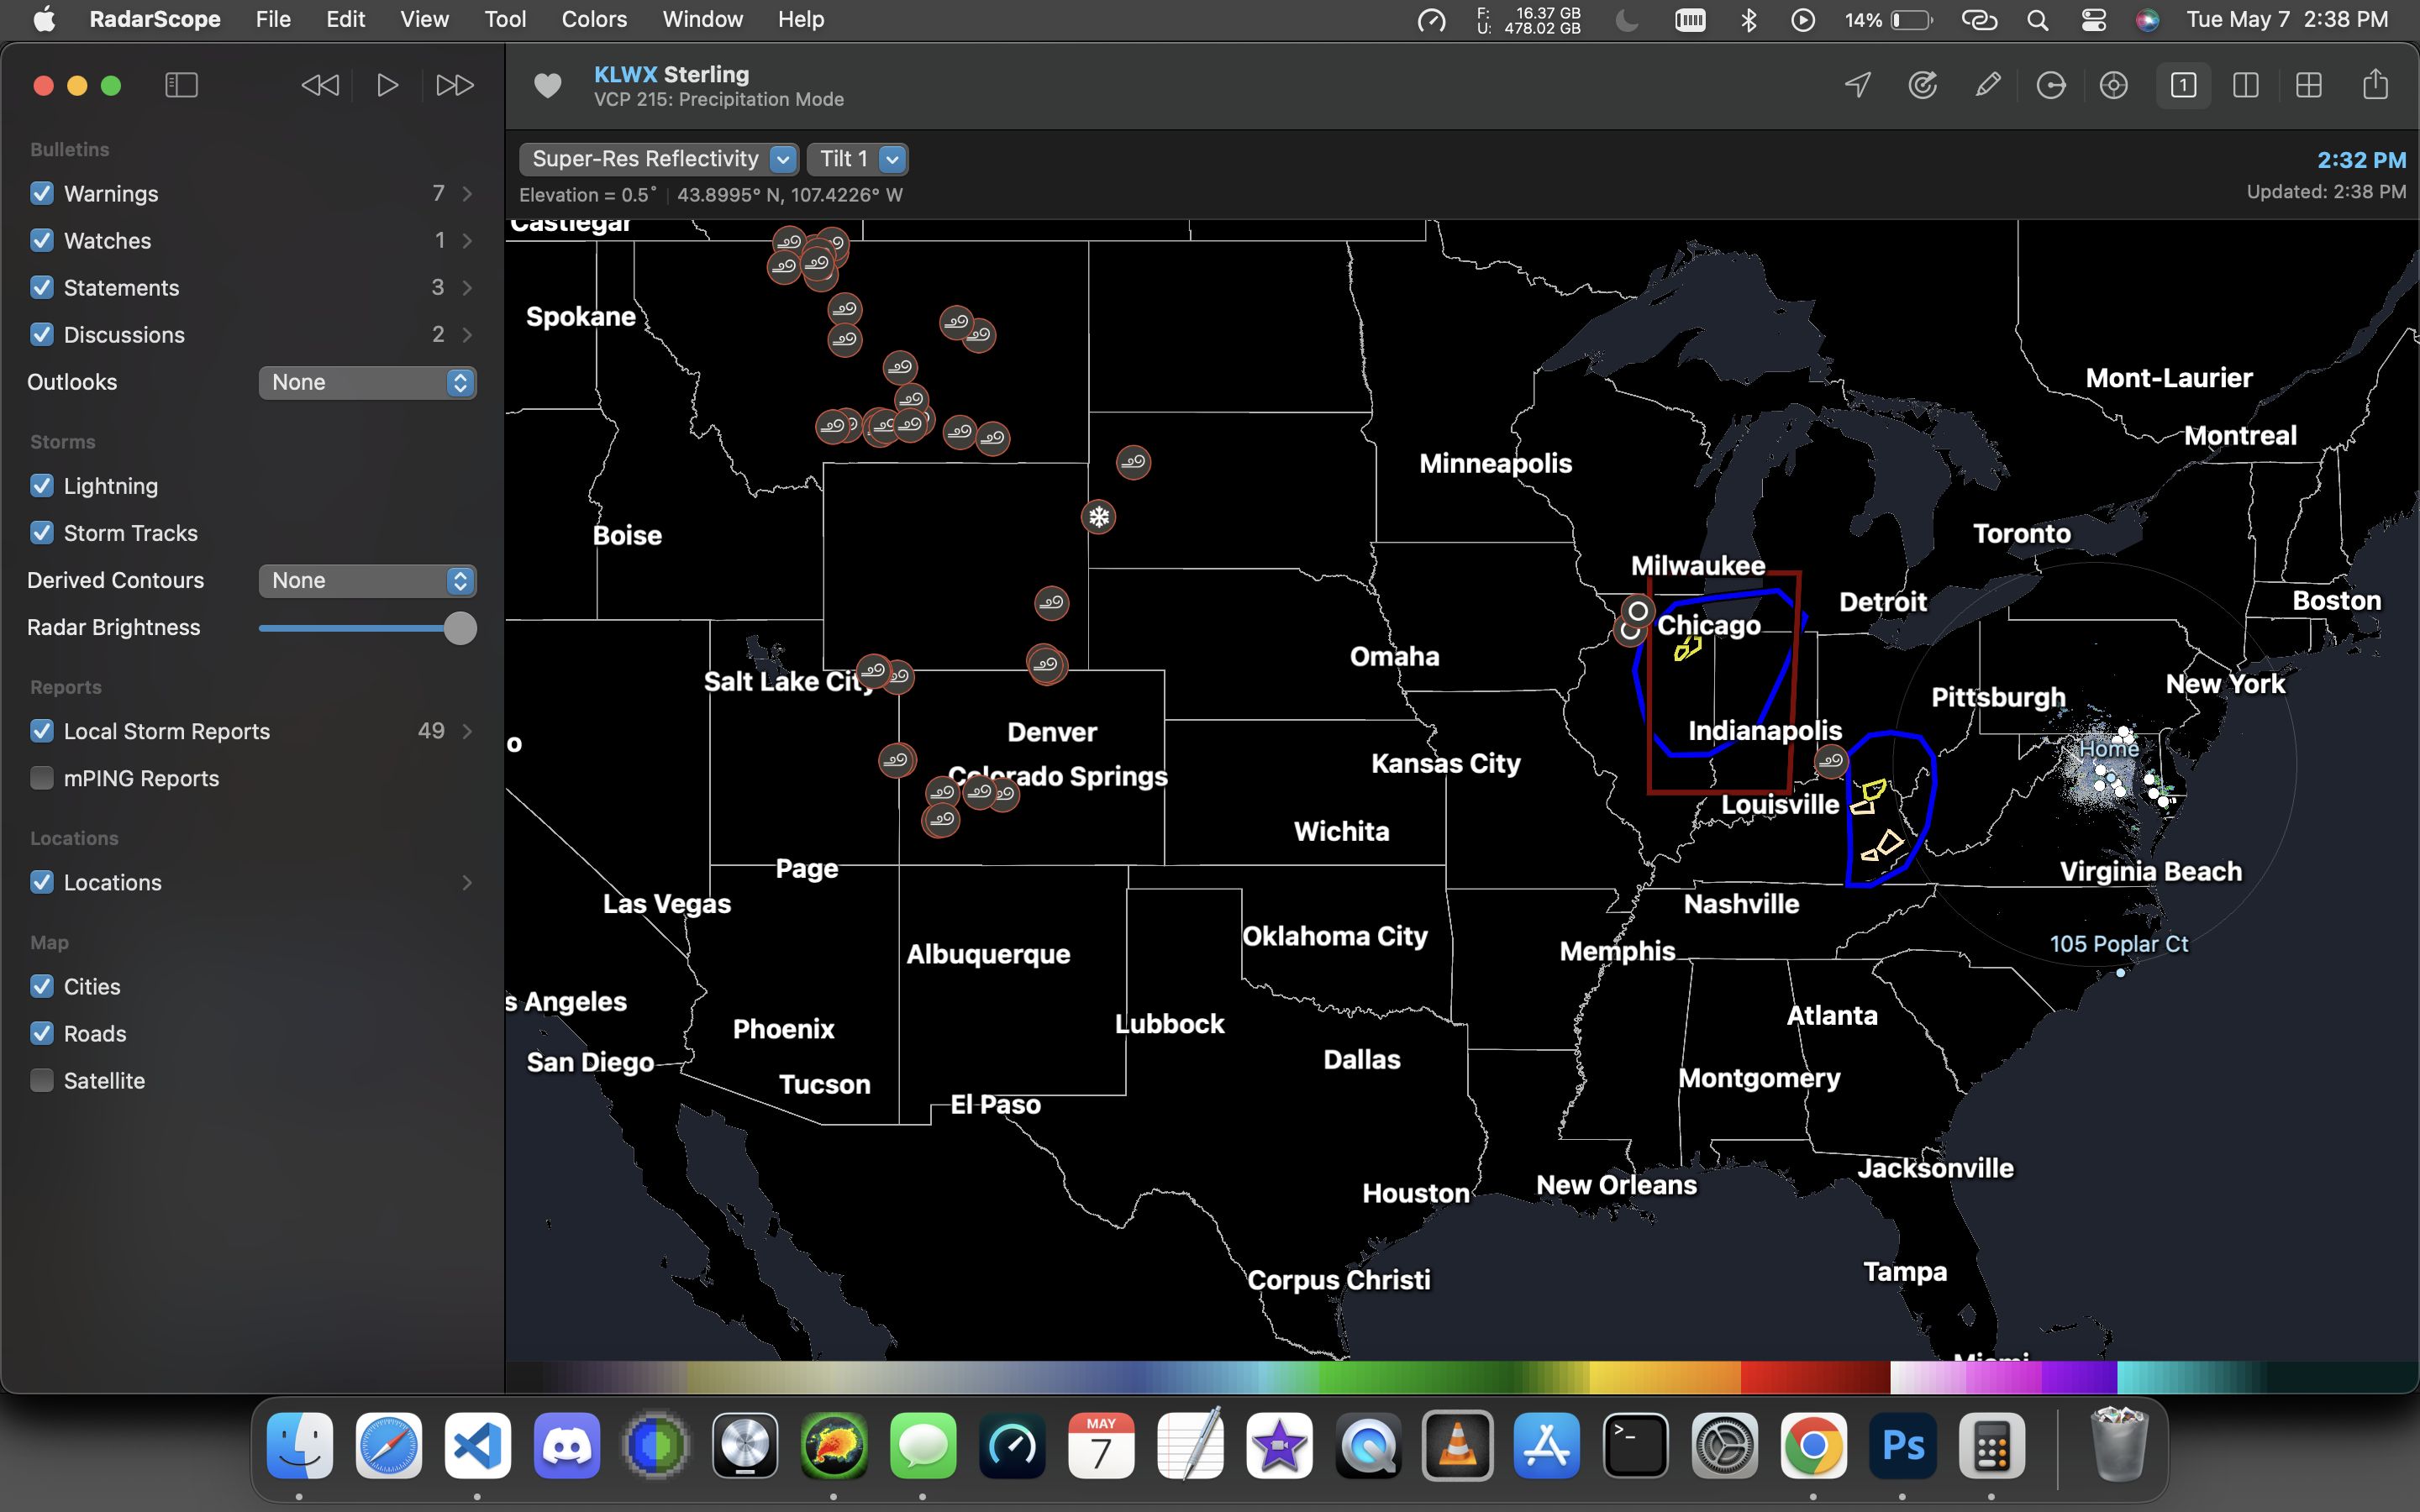 RadarScope File Edit View Tool Colors Window Help
F: 16.37 GB
U: 478.02 GB
14%
Tue May 7 2:38 PM
KLWX Sterling
VCP 215: Precipitation Mode
1
Super-Res Reflectivity
Tilt 1
2:32 PM
Elevation = 0.5° 43.8995° N, 107.4226° W
Updated: 2:38 PM
Bulletins
Warnings 7
Watches 1
Statements 3
Discussions 2
Outlooks None
Storms
Lightning
Storm Tracks
Derived Contours None
Radar Brightness
Reports
Local Storm Reports 49
mPING Reports
Locations
Locations
Map
Cities
Roads
Satellite
Castlegar
Spokane
Mont-Laurier
Montreal
Minneapolis
Boise
Toronto
Milwaukee
Detroit
Boston
Chicago
Omaha
Salt Lake City
New York
Pittsburgh
Denver
Indianapolis
o
Home
Kansas City
Colorado Springs
Louisville
Wichita
Page
Virginia Beach
Las Vegas
Nashville
Oklahoma City
105 Poplar Ct
Memphis
Albuquerque
s Angeles
Atlanta
Lubbock
Phoenix
Dallas
San Diego
Montgomery
Tucson
El Paso
Jacksonville
New Orleans
Houston
Tampa
Corpus Christi
Miami
MAY
7
>_
Ps